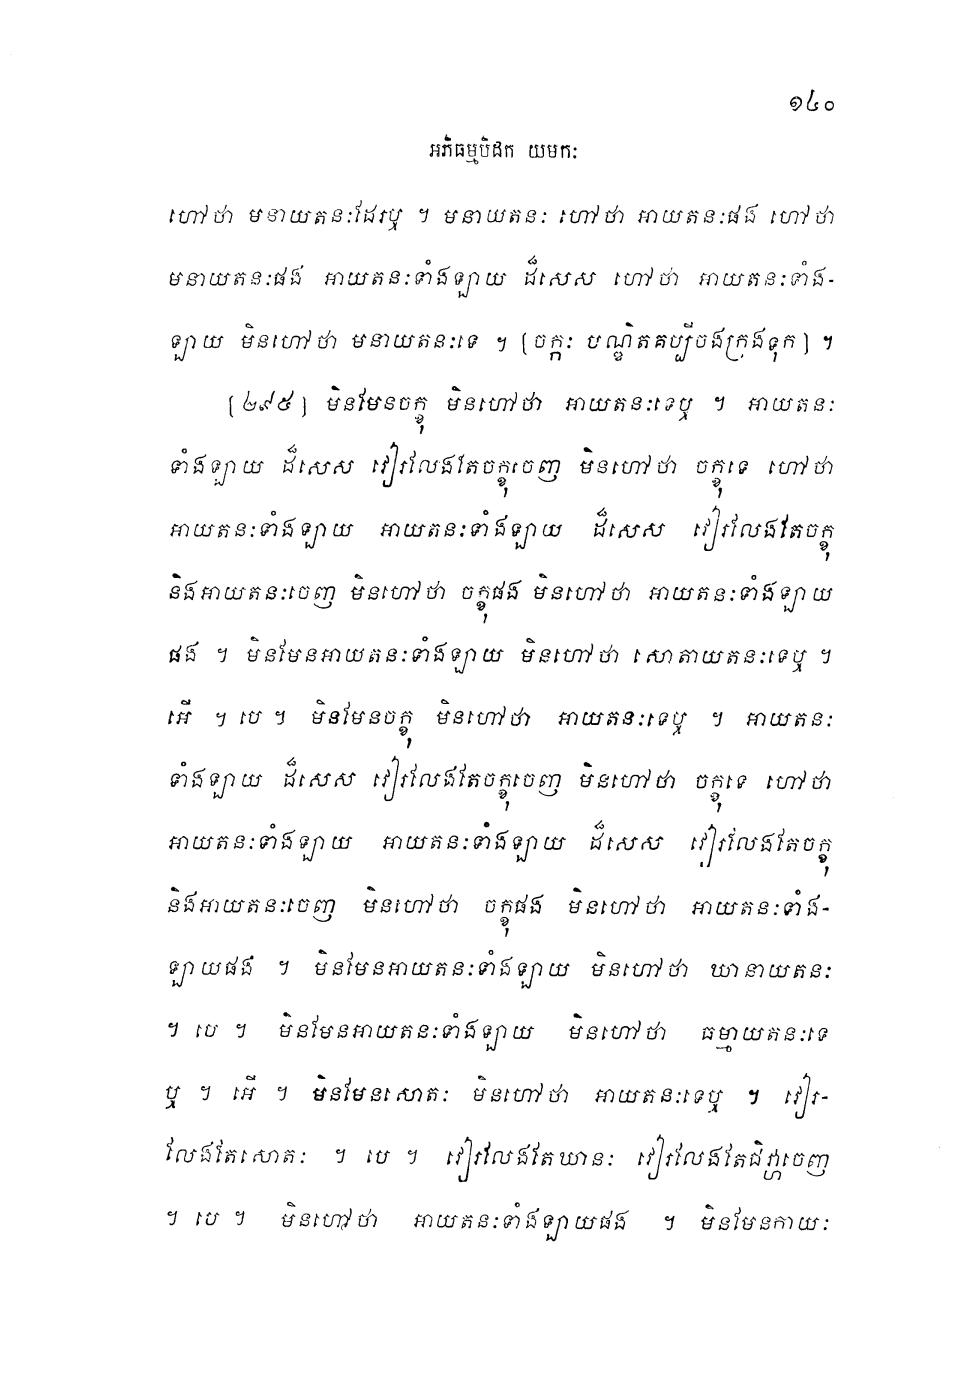 ១៤០
អភិធម្មបិដក យមកៈ
ហៅថា មនាយតនៈដែរឬ ។ មនាយតនៈ ហៅថា អាយតនៈផង ហៅថា
មនាយតនៈផង អាយតនៈទាំងឡាយ ដ៏សេស ហៅថា អាយតនៈទាំង-
ឡាយ មិនហៅថា មនាយតនៈទេ ។ (ចក្កៈ បណ្ឌិតគប្បីចងក្រងទុក) ។
(២៩៥) មិនមែនចក្ខុ មិនហៅថា អាយតនៈទេឬ ។ អាយតនៈ
ទាំងឡាយ ដ៏សេស វៀរលែងតែចក្ខុចេញ មិនហៅថា ចក្ខុទេ ហៅថា
អាយតនៈទាំងឡាយ អាយតនៈទាំងឡាយ ដ៏សេស វៀរលែងតែចក្ខុ
និងអាយតនៈចេញ មិនហៅថា ចក្ខុផង មិនហៅថា អាយតនៈទាំងឡាយ
ផង ។ មិនមែនអាយតនៈទាំងឡាយ មិនហៅថា សោតាយតនៈទេឬ ។
អើ ។ បេ ។ មិនមែនចក្ខុ មិនហៅថា អាយតនៈទេឬ ។ អាយតនៈ
ទាំងឡាយ ដ៏សេស វៀរលែងតែចក្ខុចេញ មិនហៅថា ចក្ខុទេ ហៅថា
អាយតនៈទាំងឡាយ អាយតនៈទាំងឡាយ ដ៏សេស វៀរលែងតែចក្ខុ
និងអាយតនៈចេញ មិនហៅថា ចក្ខុផង មិនហៅថា អាយតនៈទាំង-
ឡាយផង ។ មិនមែនអាយតនៈទាំងឡាយ មិនហៅថា ឃានាយតនៈ
។ បេ ។ មិនមែនអាយតនៈទាំងឡាយ មិនហៅថា ធម្មាយតនៈទេ
ឬ ។ អើ ។ មិនមែនសោតៈ មិនហៅថា អាយតនៈទេឬ ។ វៀរ-
លែងតែសោតៈ ។ បេ ។ វៀរលែងតែឃានៈ វៀរលែងតែជិវ្ហាចេញ
។ បេ ។ មិនហៅថា អាយតនៈទាំងឡាយផង ។ មិនមែនកាយៈ